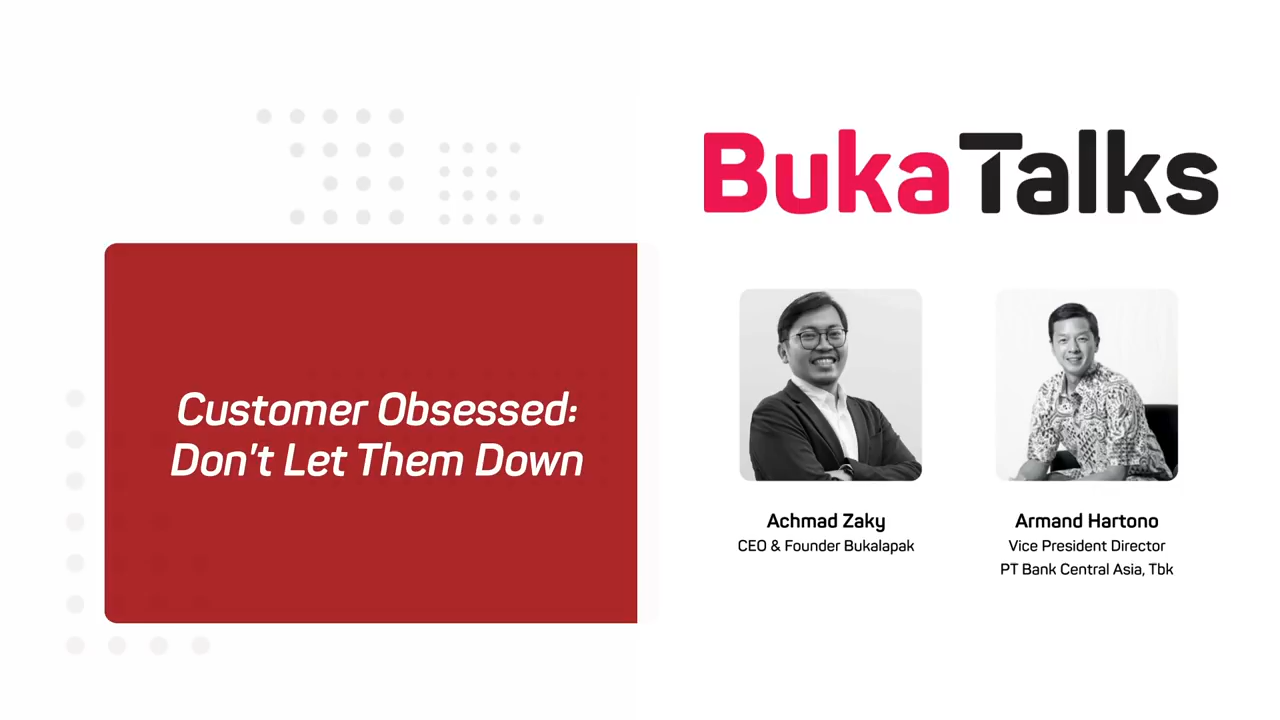 BukaTalks
Customer Obsessed:
Don't Let Them Down
Achmad Zaky
CEO & Founder Bukalapak
Armand Hartono
Vice President Director
PT Bank Central Asia, Tbk